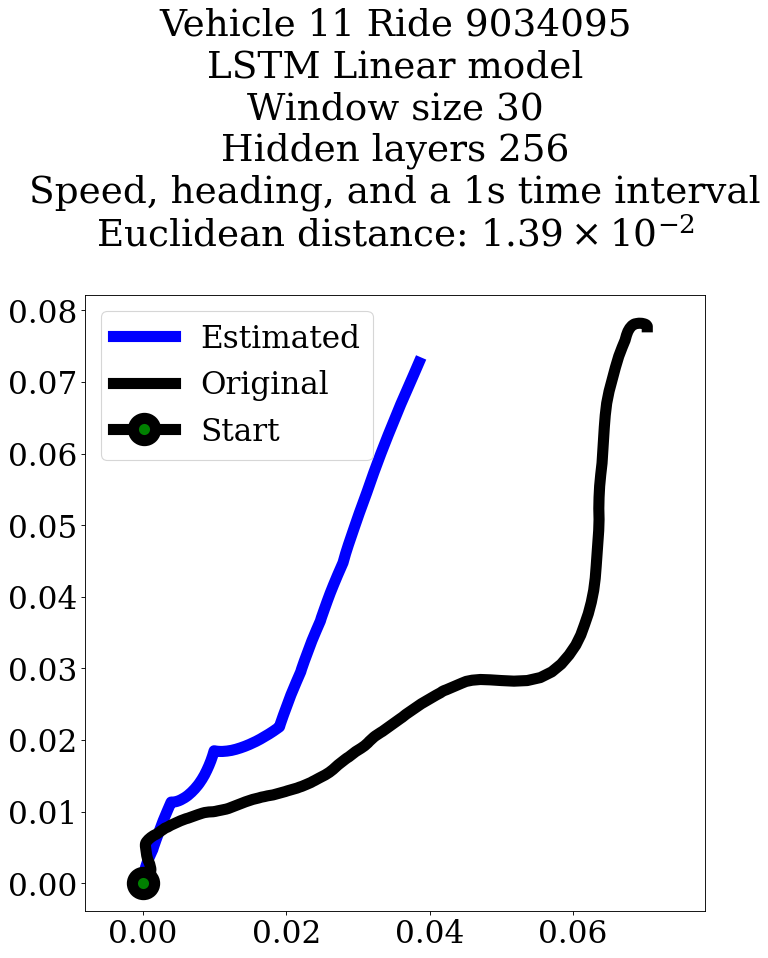 Vehicle 11 Ride 9034095
LSTM Linear model
Window size 30
Hidden layers 256
Speed, heading, and a 1s time interval
Euclidean distance: 1.39 × 10⁻²
0.08
0.07
0.06
0.05
0.04
0.03
0.02
0.01
0.00
Estimated
Original
Start
0.00 0.02 0.04 0.06